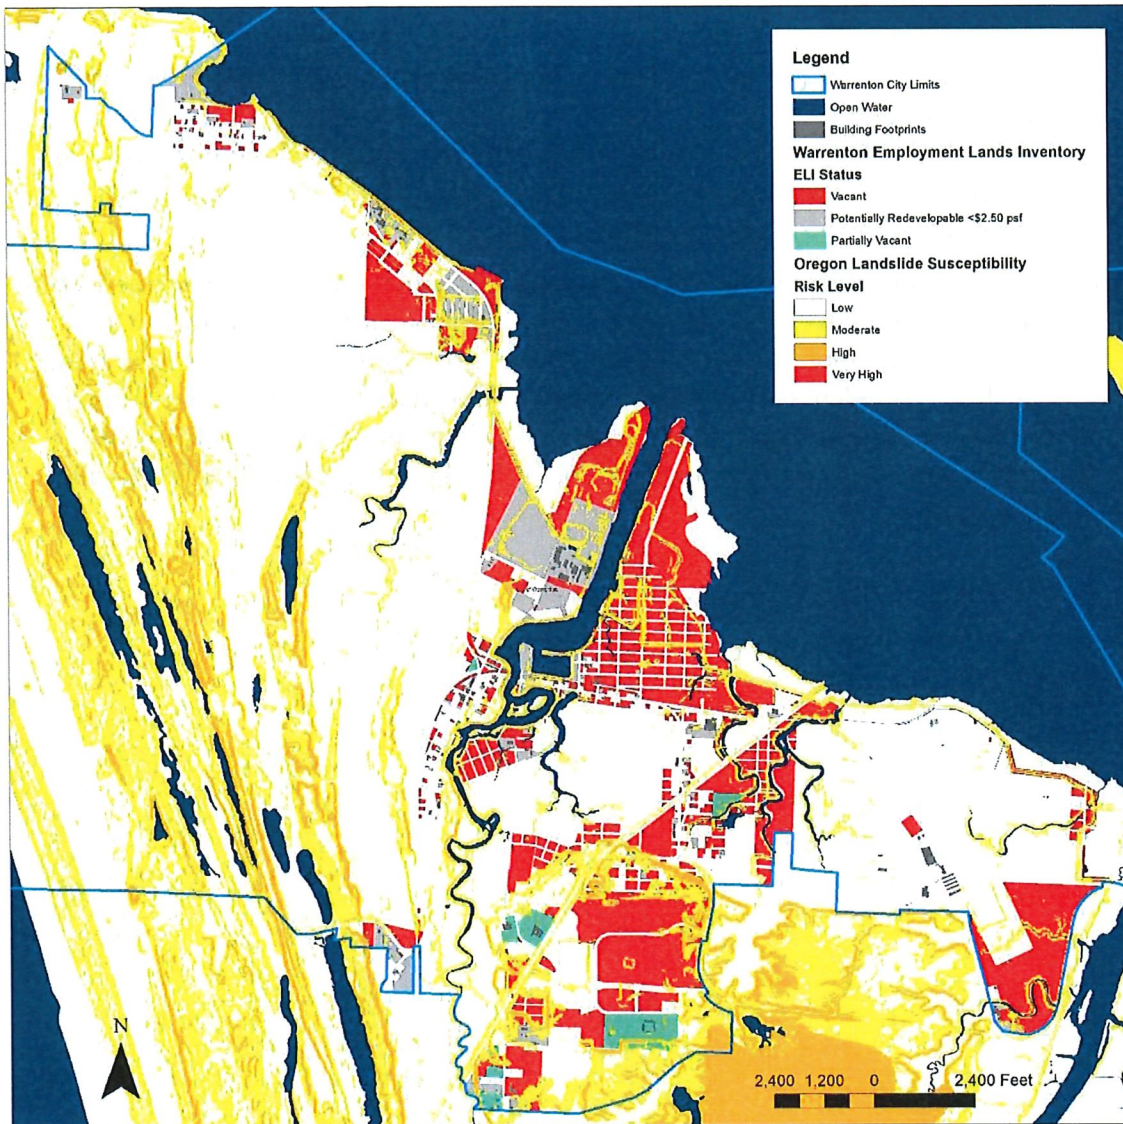 Legend
Warrenton City Limits
Open Water
Building Footprints
Warrenton Employment Lands Inventory
ELI Status
Vacant
Potentially Redevelopable <$2.50 psf
Partially Vacant
Oregon Landslide Susceptibility
Risk Level
Low
Moderate
High
Very High
N
2,400 1,200 0 2,400 Feet